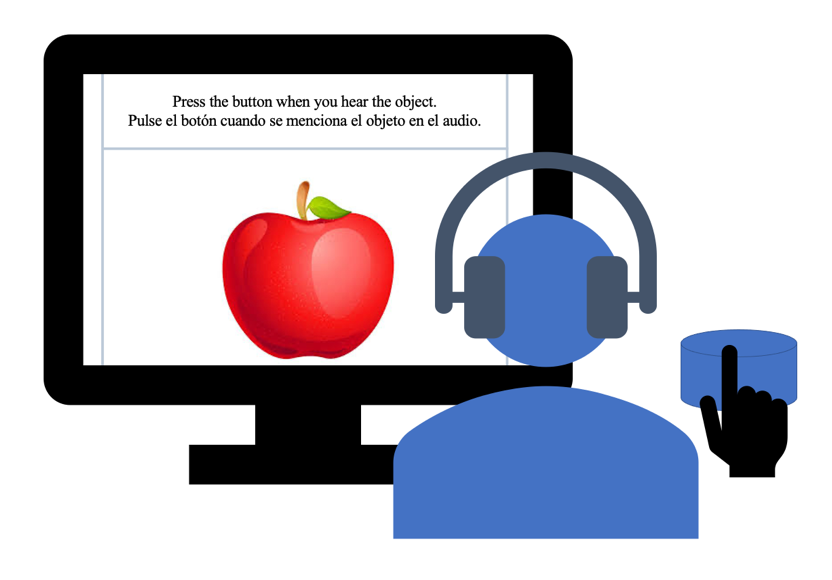 Press the button when you hear the object.
Pulse el botón cuando se menciona el objeto en el audio.